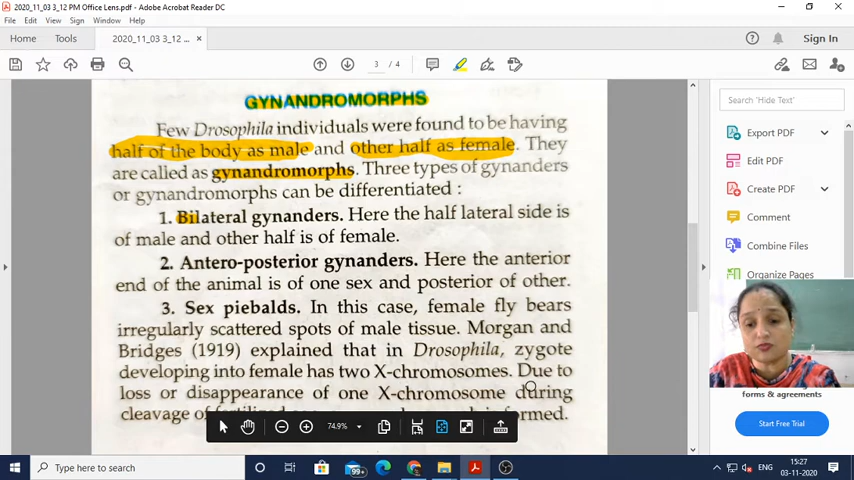 2020_11_03 3_12 PM Office Lens.pdf - Adobe Acrobat Reader DC
File Edit View Sign Window Help
Home Tools 2020_11_03 3_12 ... × Sign In
3 / 4
GYNANDROMORPHS
Few Drosophila individuals were found to be having
half of the body as male and other half as female. They
are called as gynandromorphs. Three types of gynanders
or gynandromorphs can be differentiated :
1. Bilateral gynanders. Here the half lateral side is
of male and other half is of female.
2. Antero-posterior gynanders. Here the anterior
end of the animal is of one sex and posterior of other.
3. Sex piebalds. In this case, female fly bears
irregularly scattered spots of male tissue. Morgan and
Bridges (1919) explained that in Drosophila, zygote
developing into female has two X-chromosomes. Due to
loss or disappearance of one X-chromosome during
cleavage of formed.
74.9%
Search 'Hide Text'
Export PDF
Edit PDF
Create PDF
Comment
Combine Files
Organize Pages
forms & agreements
Start Free Trial
Type here to search
99+
ENG
15:27
03-11-2020